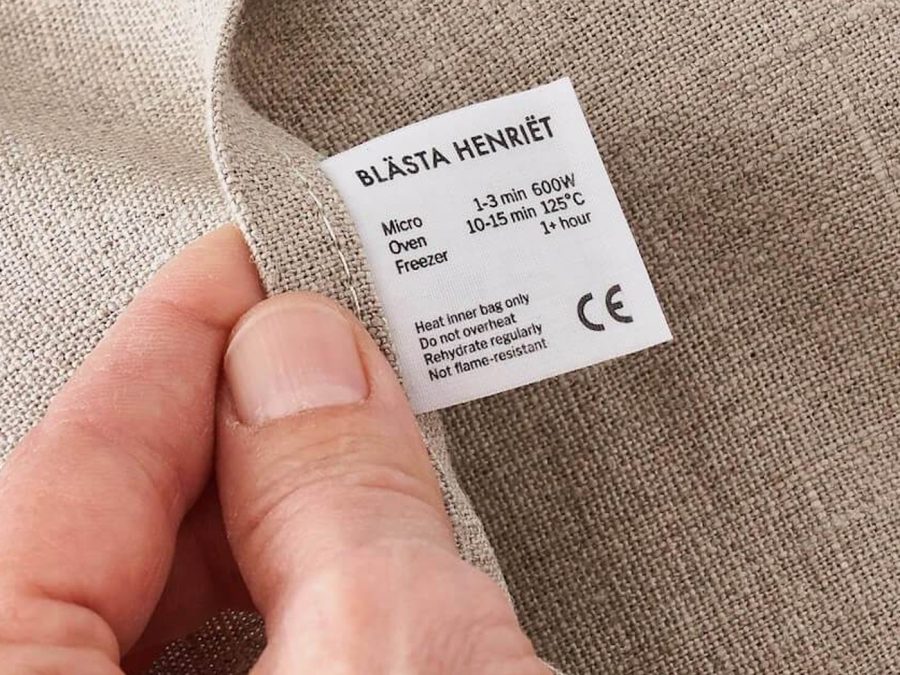 BLÄSTA HENRIËT
Micro 1-3 min 600W
Oven 10-15 min 125°C
Freezer 1+ hour
Heat inner bag only
Do not overheat
Rehydrate regularly
Not flame-resistant
CE